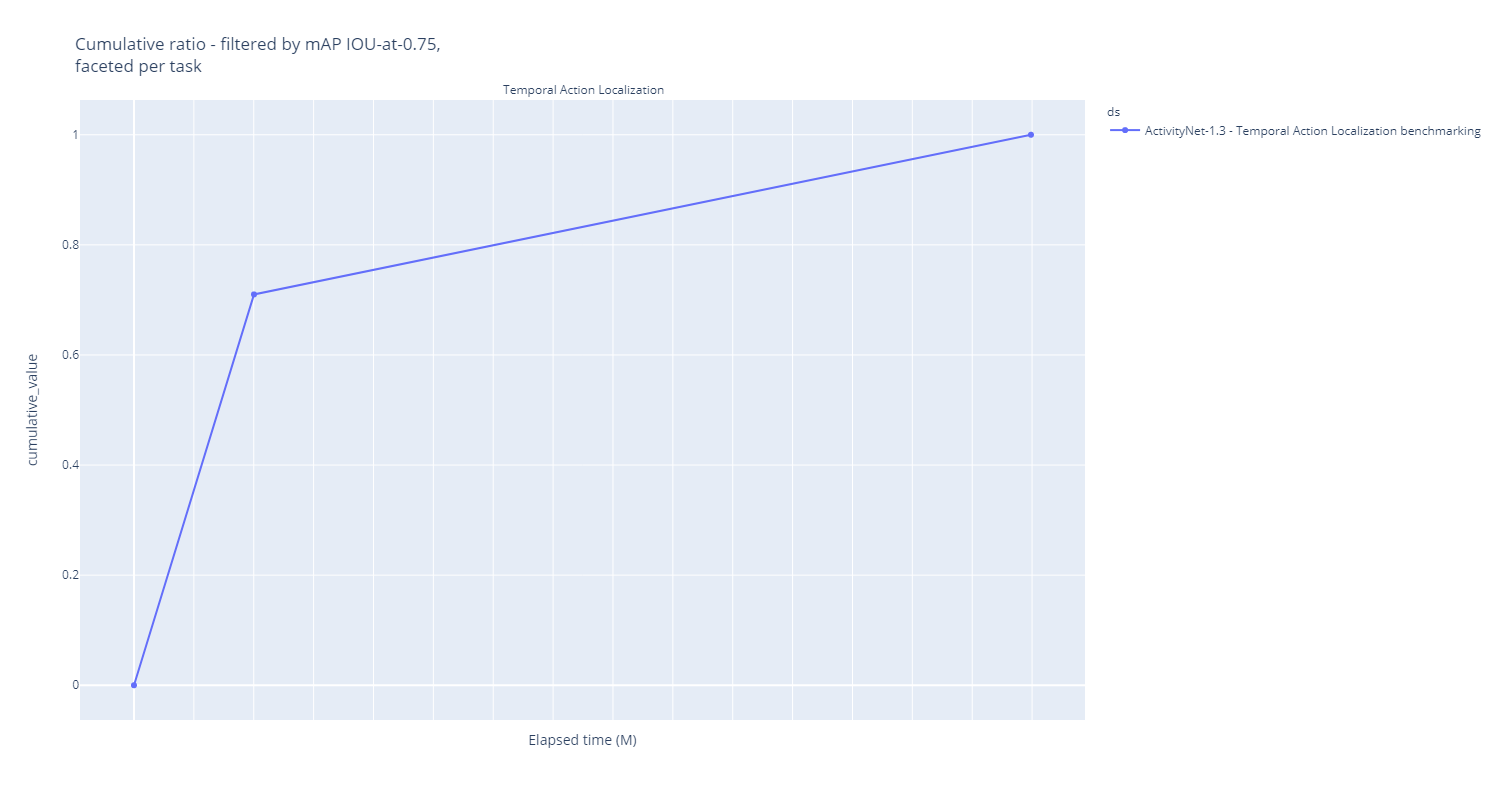 Cumulative ratio - filtered by mAP IOU-at-0.75,
faceted per task
Temporal Action Localization
ds
ActivityNet-1.3 - Temporal Action Localization benchmarking
1
0.8
0.6
0.4
0.2
0
cumulative_value
Elapsed time (M)